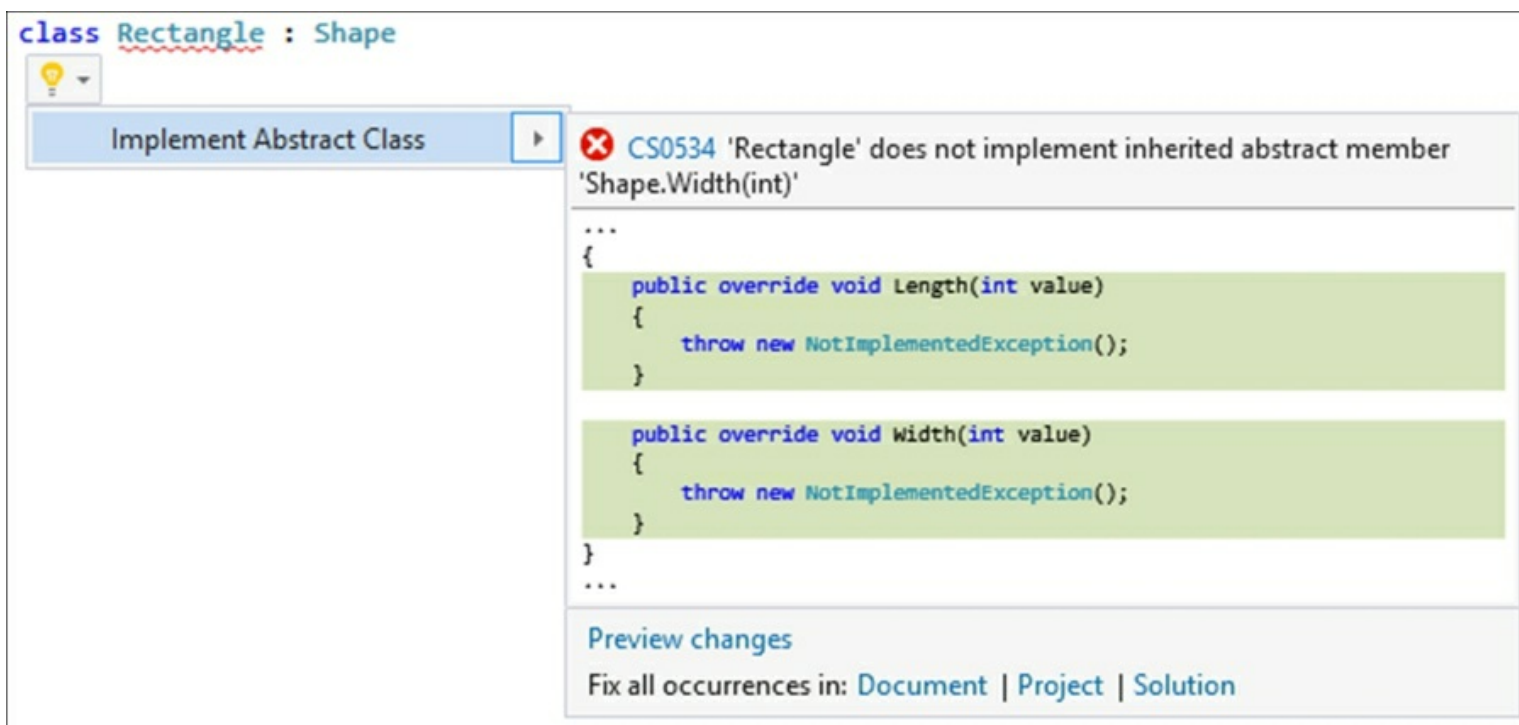 class Rectangle : Shape
Implement Abstract Class
CS0534 'Rectangle' does not implement inherited abstract member
'Shape.Width(int)'
...
{
public override void Length(int value)
{
throw new NotImplementedException();
}
public override void Width(int value)
{
throw new NotImplementedException();
}
}
...
Preview changes
Fix all occurrences in: Document | Project | Solution